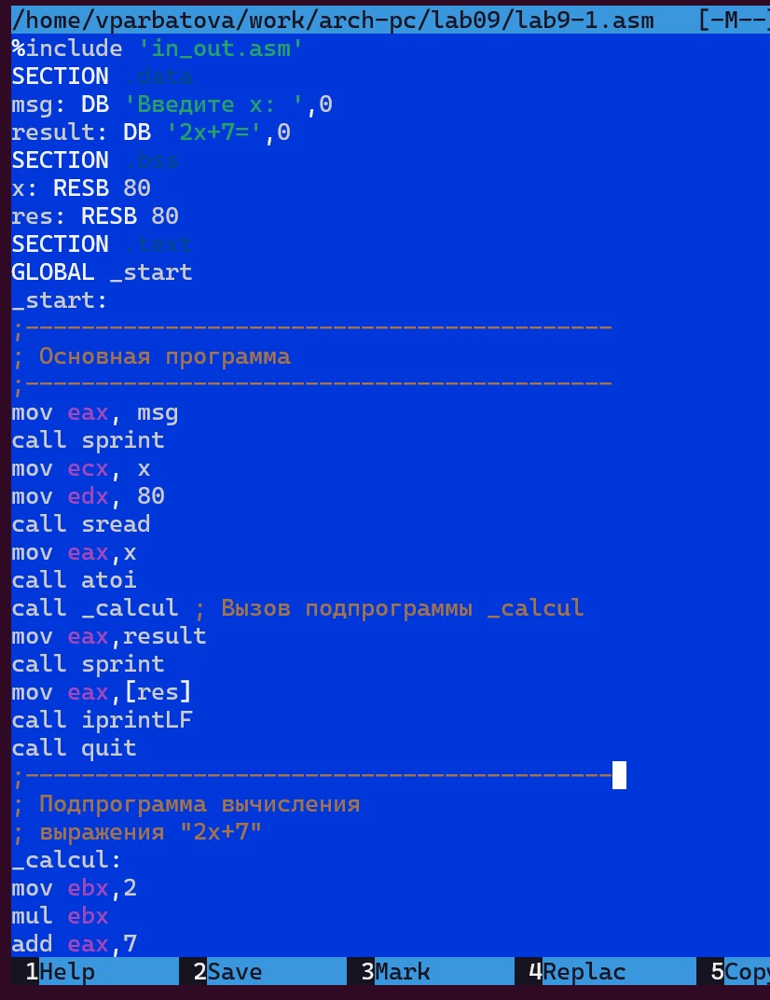 /home/vparbatova/work/arch-pc/lab09/lab9-1.asm [-M--]
%include 'in_out.asm'
SECTION .data
msg: DB 'Введите x: ',0
result: DB '2x+7=',0
SECTION .bss
x: RESB 80
res: RESB 80
SECTION .text
GLOBAL _start
_start:
;------------------------------------------
; Основная программа
;------------------------------------------
mov eax, msg
call sprint
mov ecx, x
mov edx, 80
call sread
mov eax,x
call atoi
call _calcul ; Вызов подпрограммы _calcul
mov eax,result
call sprint
mov eax,[res]
call iprintLF
call quit
;------------------------------------------
; Подпрограмма вычисления
; выражения "2x+7"
_calcul:
mov ebx,2
mul ebx
add eax,7
1Help 2Save 3Mark 4Replac 5Copy